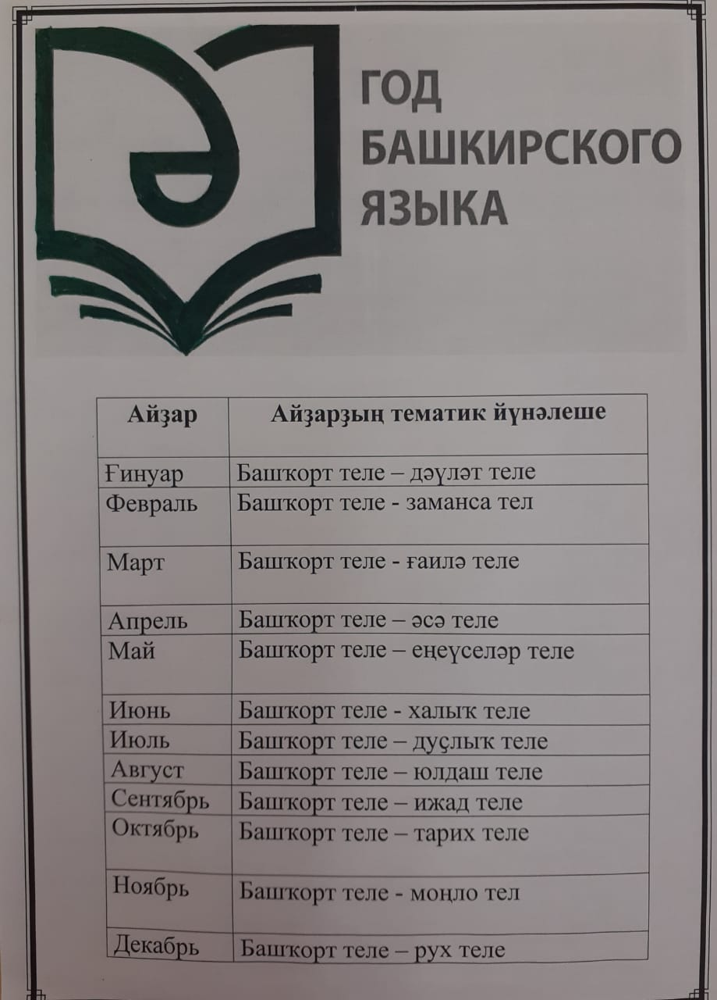 ГОД
БАШКИРСКОГО
ЯЗЫКА
Айҙар Айҙарҙың тематик йүнәлеше
Ғинуар Башҡорт теле – дәүләт теле
Февраль Башҡорт теле - заманса тел
Март Башҡорт теле - ғаилә теле
Апрель Башҡорт теле – әсә теле
Май Башҡорт теле – еңеүселәр теле
Июнь Башҡорт теле - халыҡ теле
Июль Башҡорт теле – дуҫлыҡ теле
Август Башҡорт теле – юлдаш теле
Сентябрь Башҡорт теле – ижад теле
Октябрь Башҡорт теле – тарих теле
Ноябрь Башҡорт теле - моңло тел
Декабрь Башҡорт теле – рух теле